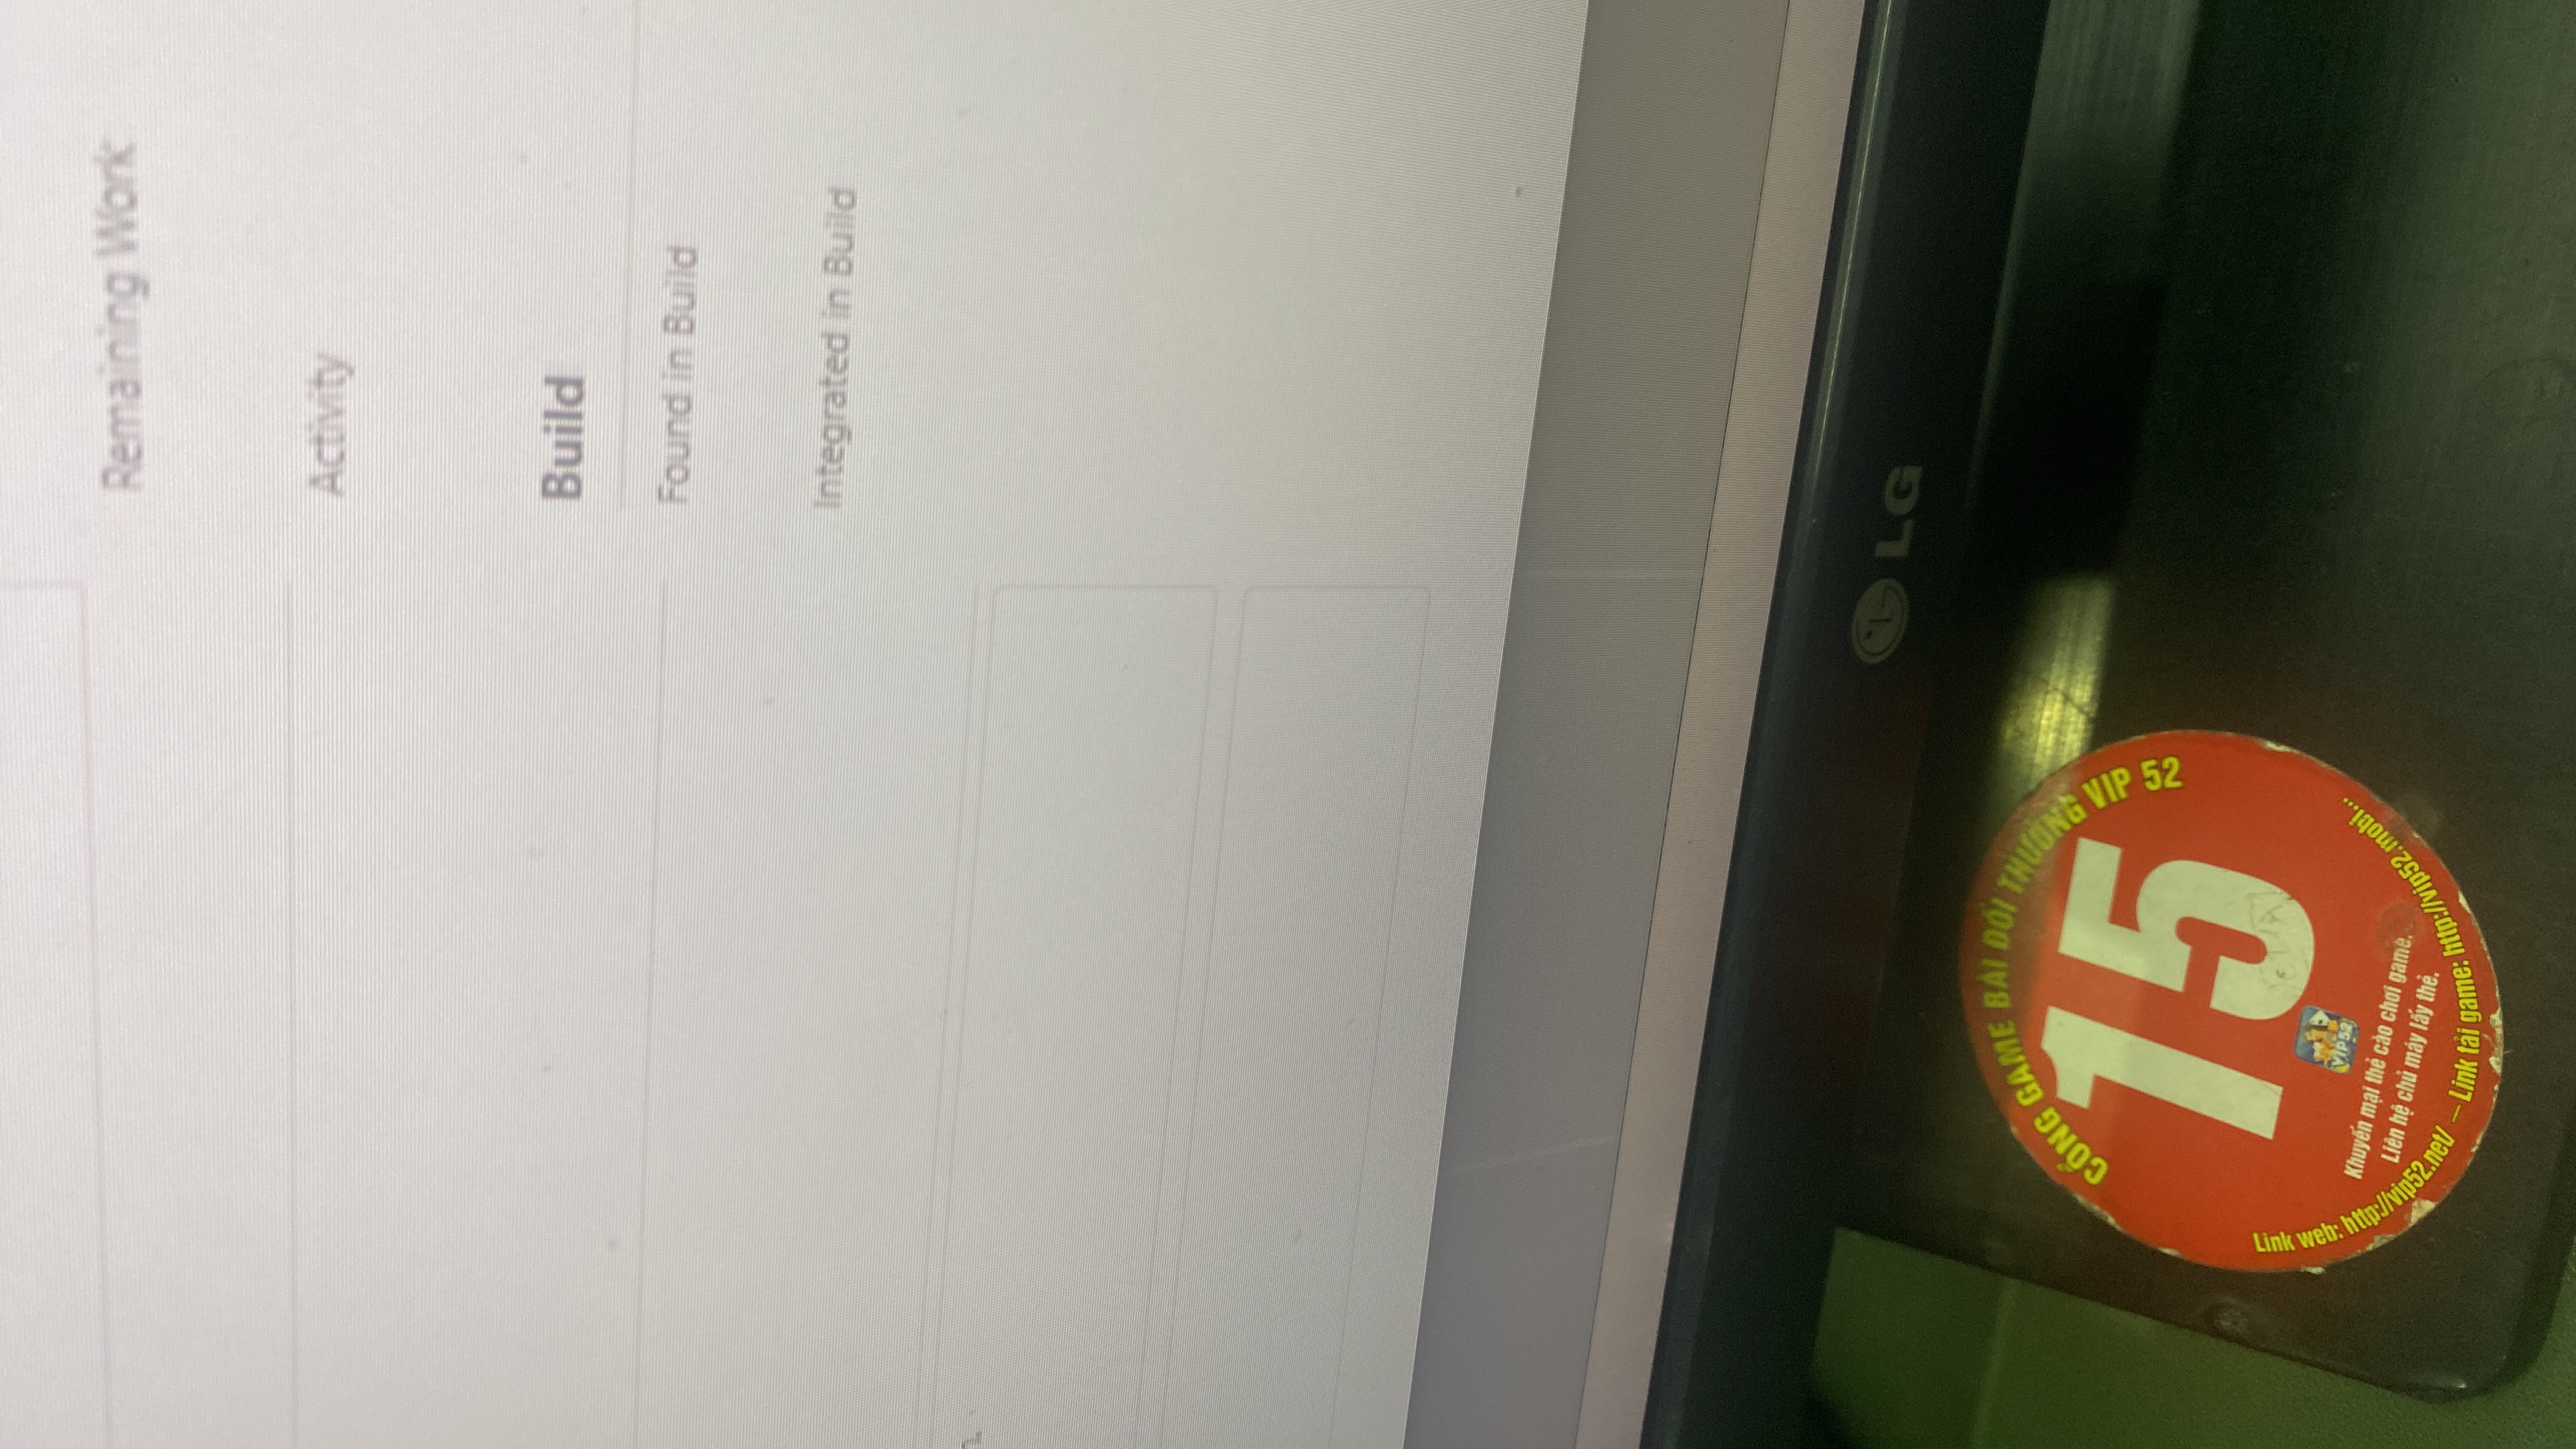 Remaining Work
Activity
Build
Found in Build
Integrated in Build
LG
CỔNG GAME BÀI ĐỔI THƯỞNG VIP 52
15
VIP52
Khuyến mại thẻ cào chơi game.
Liên hệ chủ máy lấy thẻ.
Link web: http://vip52.net/ – Link tải game: http://vip52.mobi...